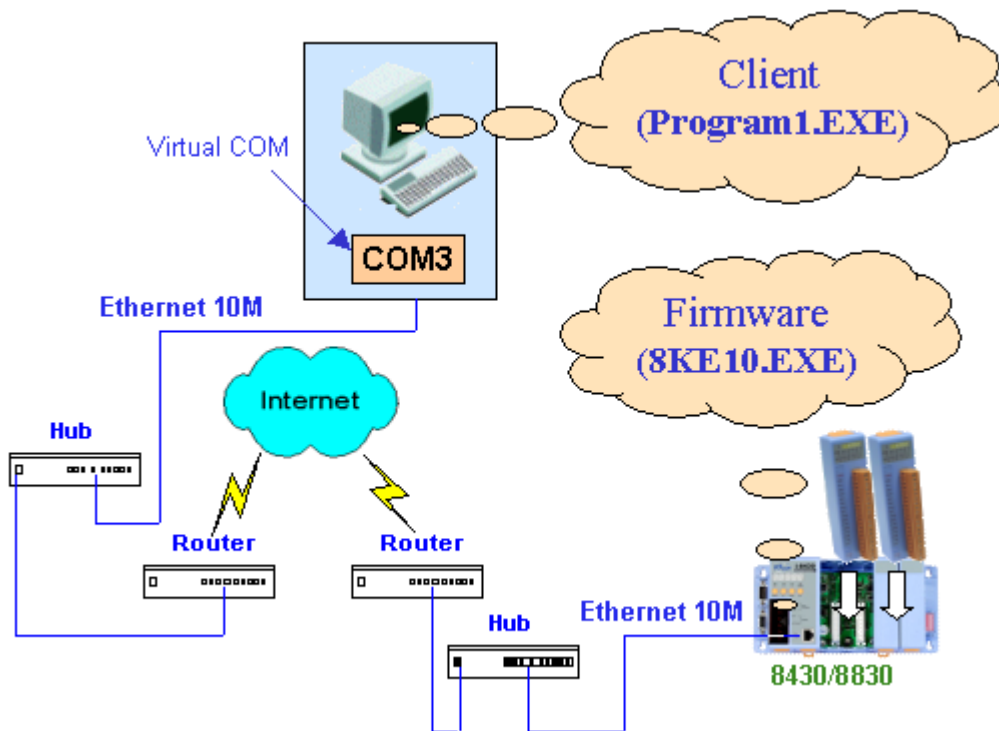 Client
(Program1.EXE)
Virtual COM
COM3
Ethernet 10M
Firmware
(8KE10.EXE)
Internet
Hub
Router
Router
Ethernet 10M
Hub
8430/8830